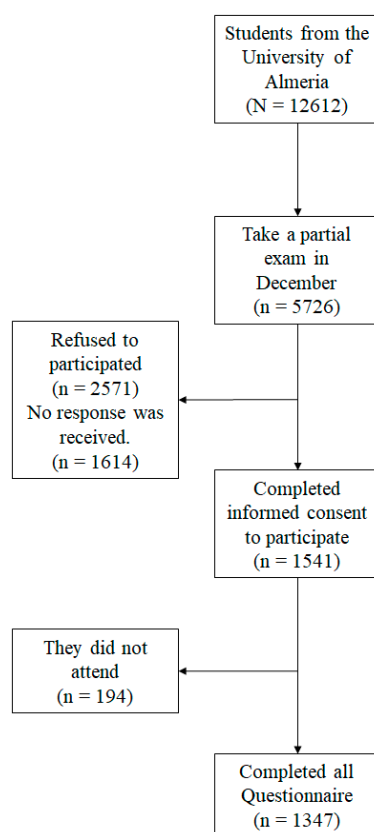 Students from the
University of
Almeria
(N = 12612)
Take a partial
exam in
December
(n = 5726)
Refused to
participated
(n = 2571)
No response was
received.
(n = 1614)
Completed
informed consent
to participate
(n = 1541)
They did not
attend
(n = 194)
Completed all
Questionnaire
(n = 1347)